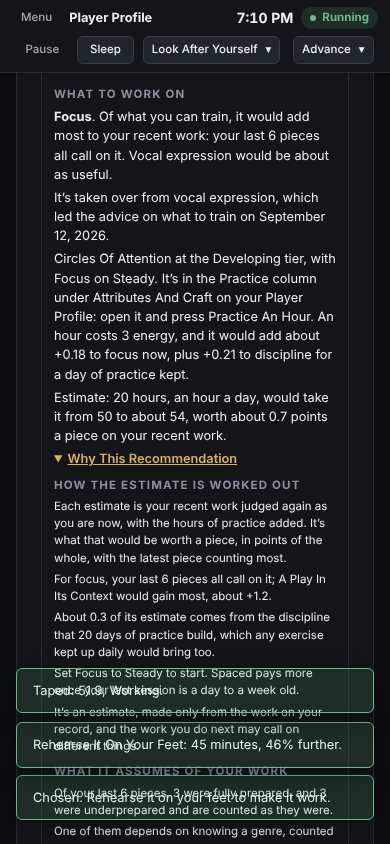 Menu Player Profile 7:10 PM Running
Pause Sleep Look After Yourself ▾ Advance ▾
WHAT TO WORK ON
Focus. Of what you can train, it would add
most to your recent work: your last 6 pieces
all call on it. Vocal expression would be about
as useful.
It's taken over from vocal expression, which
led the advice on what to train on September
12, 2026.
Circles Of Attention at the Developing tier, with
Focus on Steady. It's in the Practice column
under Attributes And Craft on your Player
Profile: open it and press Practice An Hour. An
hour costs 3 energy, and it would add about
+0.18 to focus now, plus +0.21 to discipline for
a day of practice kept.
Estimate: 20 hours, an hour a day, would take
it from 50 to about 54, worth about 0.7 points
a piece on your recent work.
▼ Why This Recommendation
HOW THE ESTIMATE IS WORKED OUT
Each estimate is your recent work judged again as
you are now, with the hours of practice added. It's
what that would be worth a piece, in points of the
whole, with the latest piece counting most.
For focus, your last 6 pieces all call on it; A Play In
Its Context would gain most, about +1.2.
About 0.3 of its estimate comes from the discipline
that 20 days of practice build, which any exercise
kept up daily would bring too.
Set Focus to Steady to start. Spaced pays more
session is a day to a week old.
Taped: 51.9, Working.
It's an estimate, made only from the work on your
record, and the work you do next may call on
different things.
Rehearse It On Your Feet: 45 minutes, 46% further.
WHAT IT ASSUMES OF YOUR WORK
Of your last 6 pieces, 3 were fully prepared, and 3
Chosen: Rehearse it on your feet to make it work.
were underprepared and are counted as they were.
One of them depends on knowing a genre, counted